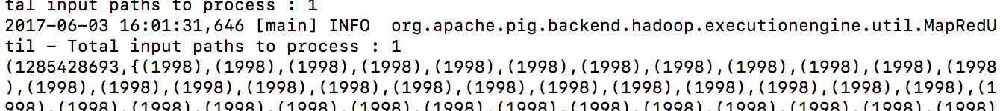 tal input paths to process : 1
2017-06-03 16:01:31,646 [main] INFO  org.apache.pig.backend.hadoop.executionengine.util.MapRedU
til - Total input paths to process : 1
(1285428693,{(1998),(1998),(1998),(1998),(1998),(1998),(1998),(1998),(1998),(1998),(1998),(1998
),(1998),(1998),(1998),(1998),(1998),(1998),(1998),(1998),(1998),(1998),(1998),(1998),(1998),(1
998),(1998),(1998),(1998),(1998),(1998),(1998),(1998),(1998),(1998),(1998),(1998),(1998),(1998)